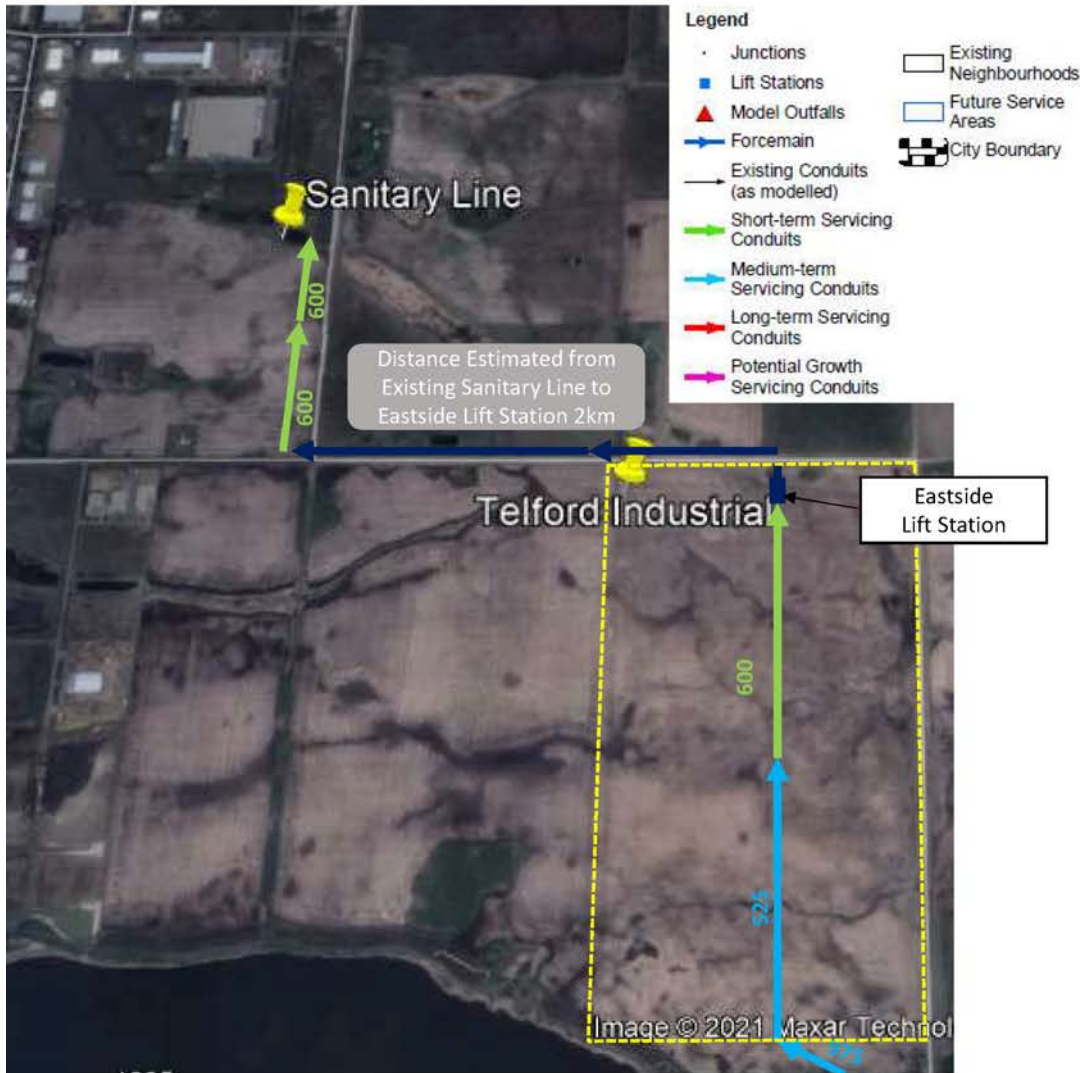 Legend
Junctions
Lift Stations
Model Outfalls
Forcemain
Existing Conduits
(as modelled)
Short-term Servicing
Conduits
Medium-term
Servicing Conduits
Long-term Servicing
Conduits
Potential Growth
Servicing Conduits
Existing
Neighbourhoods
Future Service
Areas
City Boundary
Sanitary Line
600
600
Distance Estimated from
Existing Sanitary Line to
Eastside Lift Station 2km
Telford Industrial
Eastside
Lift Station
600
525
Image © 2021 Maxar Technol